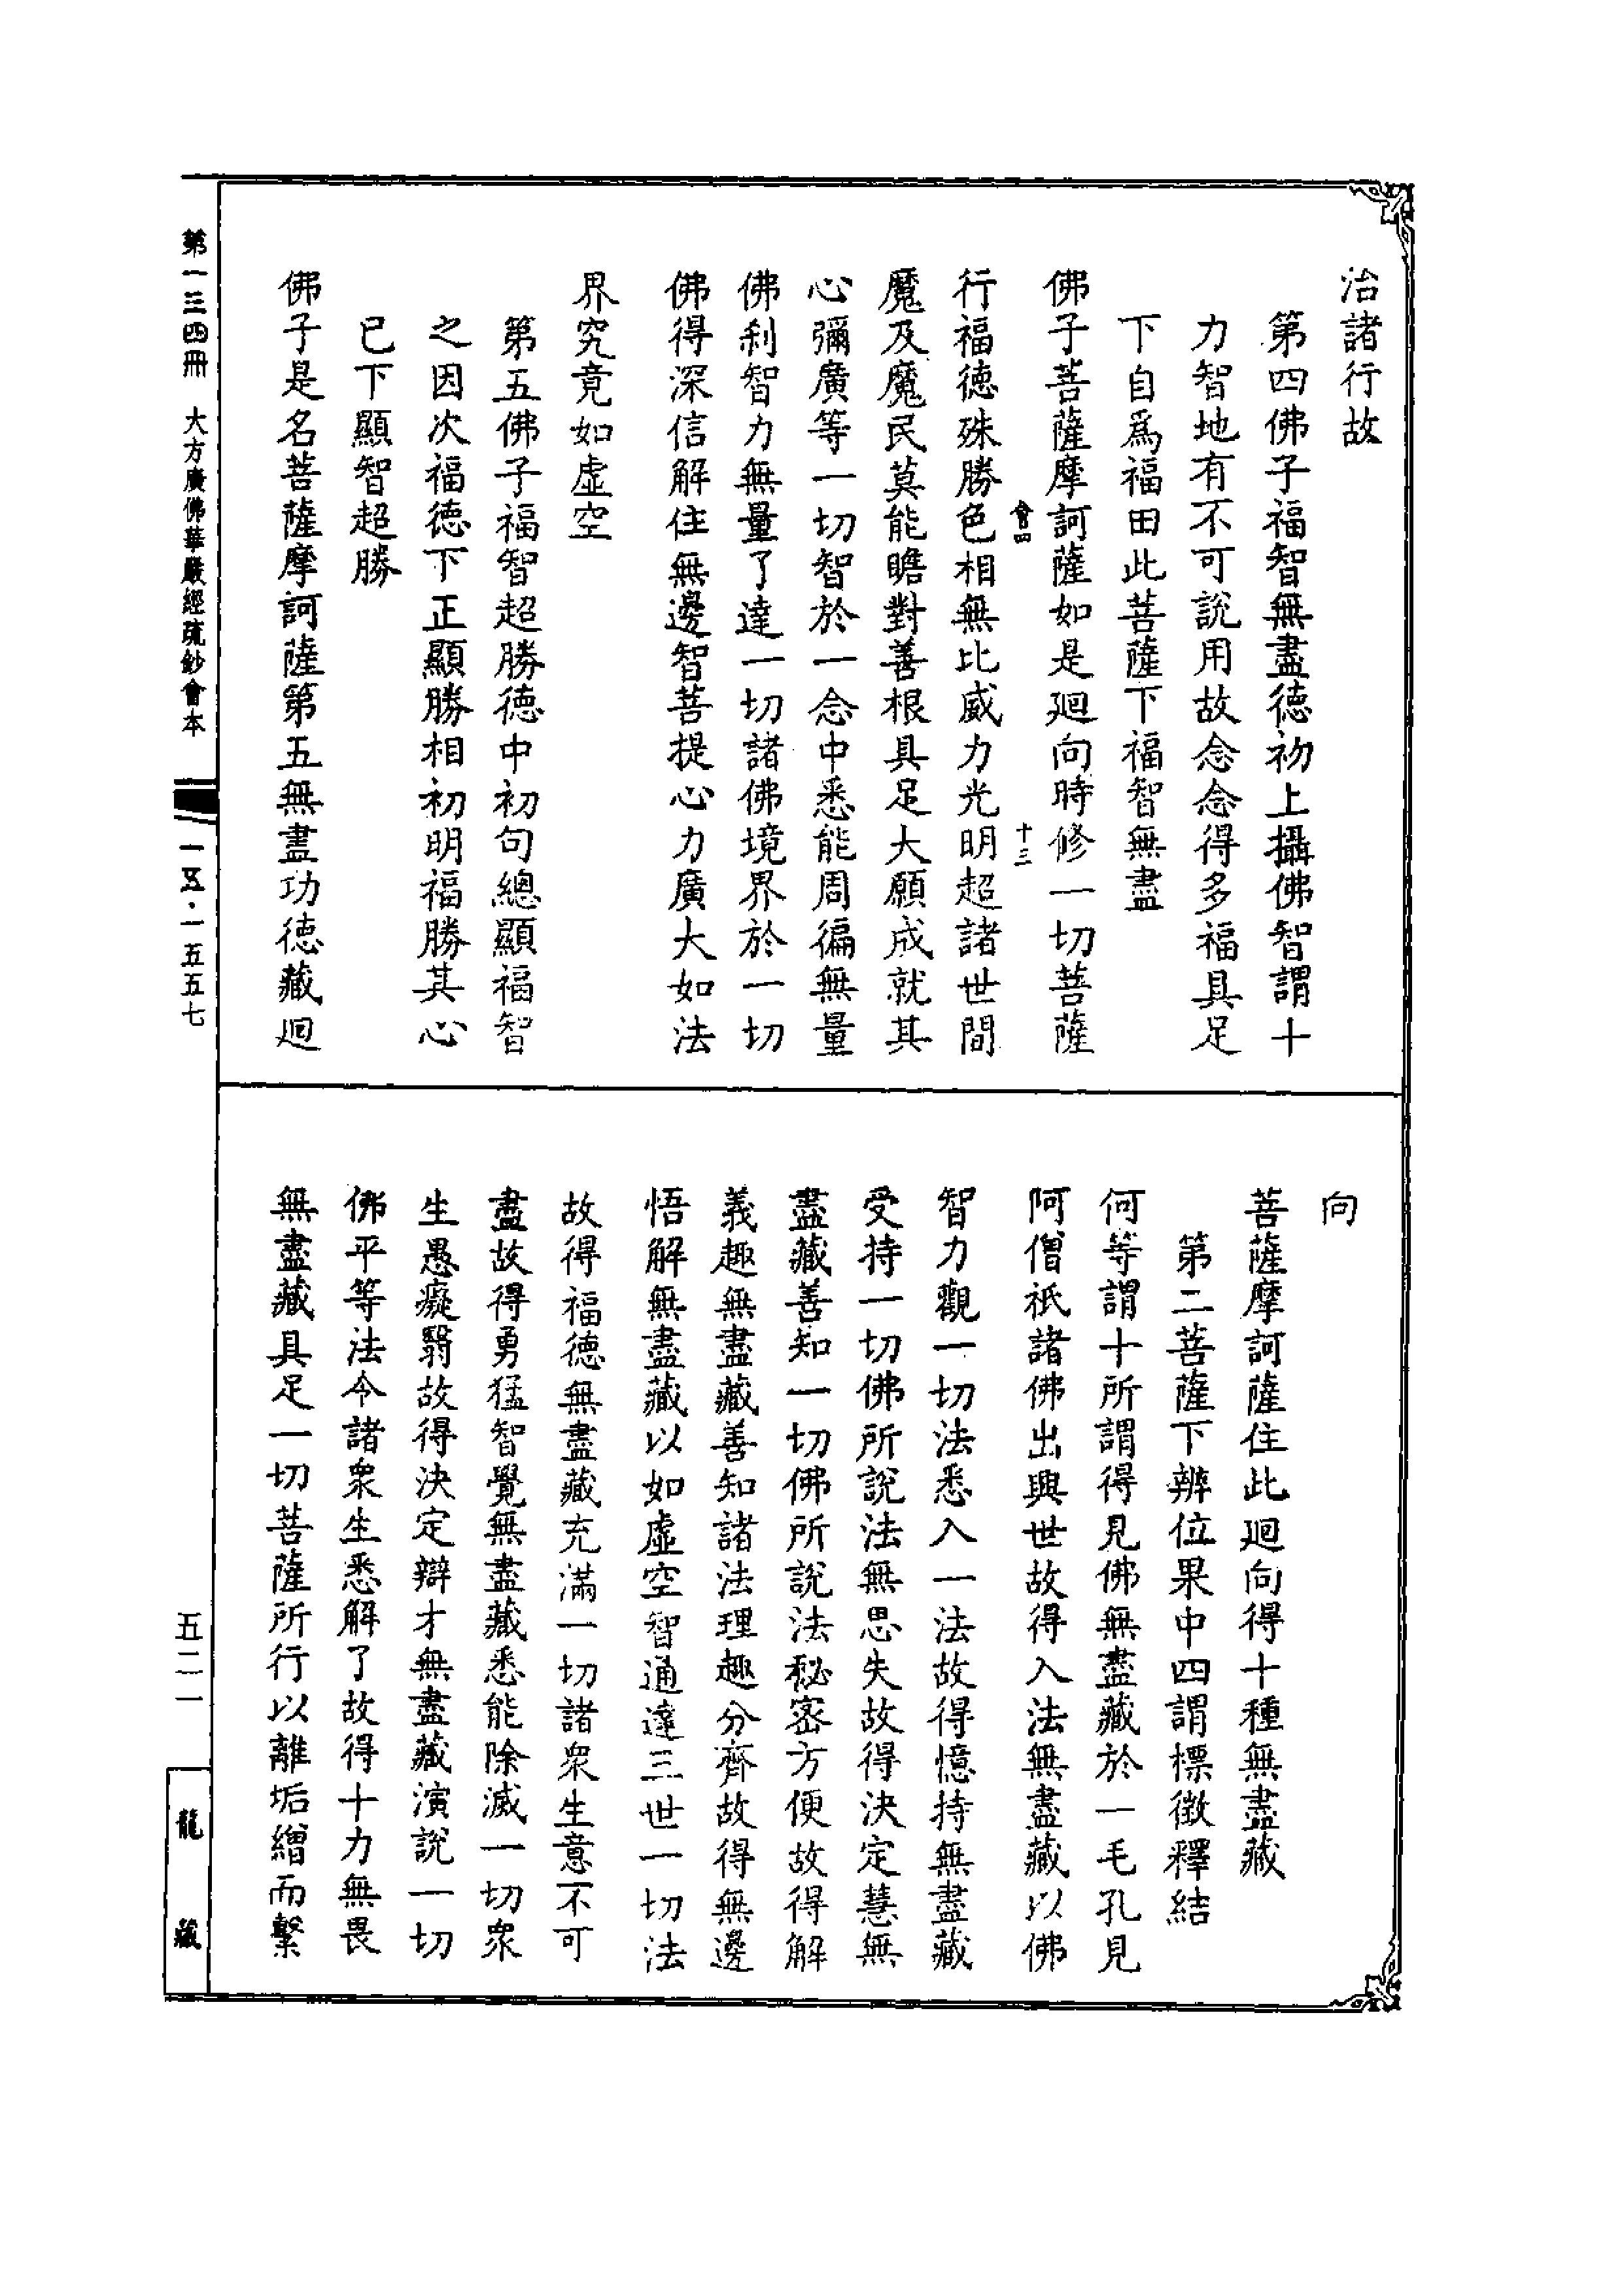 治諸行故
第四佛子福智無盡德初上攝佛智謂十
力智地有不可說用故念念得多福具足
下自爲福田此菩薩下福智無盡
佛子菩薩摩訶薩如是廻向時修一切菩薩
會四
十三
行福德殊勝色相無比威力光明超諸世間
魔及魔民莫能瞻對善根具足大願成就其
心彌廣等一切智於一念中悉能周徧無量
佛刹智力無量了達一切諸佛境界於一切
佛得深信解住無邊智菩提心力廣大如法
界究竟如虛空
第五佛子福智超勝德中初句總顯福智
之因次福德下正顯勝相初明福勝其心
已下顯智超勝
佛子是名菩薩摩訶薩第五無盡功德藏廻
向
菩薩摩訶薩住此廻向得十種無盡藏
第二菩薩下辨位果中四謂標徵釋結
何等謂十所謂得見佛無盡藏於一毛孔見
阿僧祇諸佛出興世故得入法無盡藏以佛
智力觀一切法悉入一法故得憶持無盡藏
受持一切佛所說法無思失故得決定慧無
盡藏善知一切佛所說法秘密方便故得解
義趣無盡藏善知諸法理趣分齊故得無邊
悟解無盡藏以如虛空智通達三世一切法
故得福德無盡藏充滿一切諸眾生意不可
盡故得勇猛智覺無盡藏悉能除滅一切眾
生愚癡翳故得決定辯才無盡藏演說一切
佛平等法令諸眾生悉解了故得十力無畏
無盡藏具足一切菩薩所行以離垢繒而繫
第一三四冊 大方廣佛華嚴經疏鈔會本
一五·一五五七
五二一
龍藏